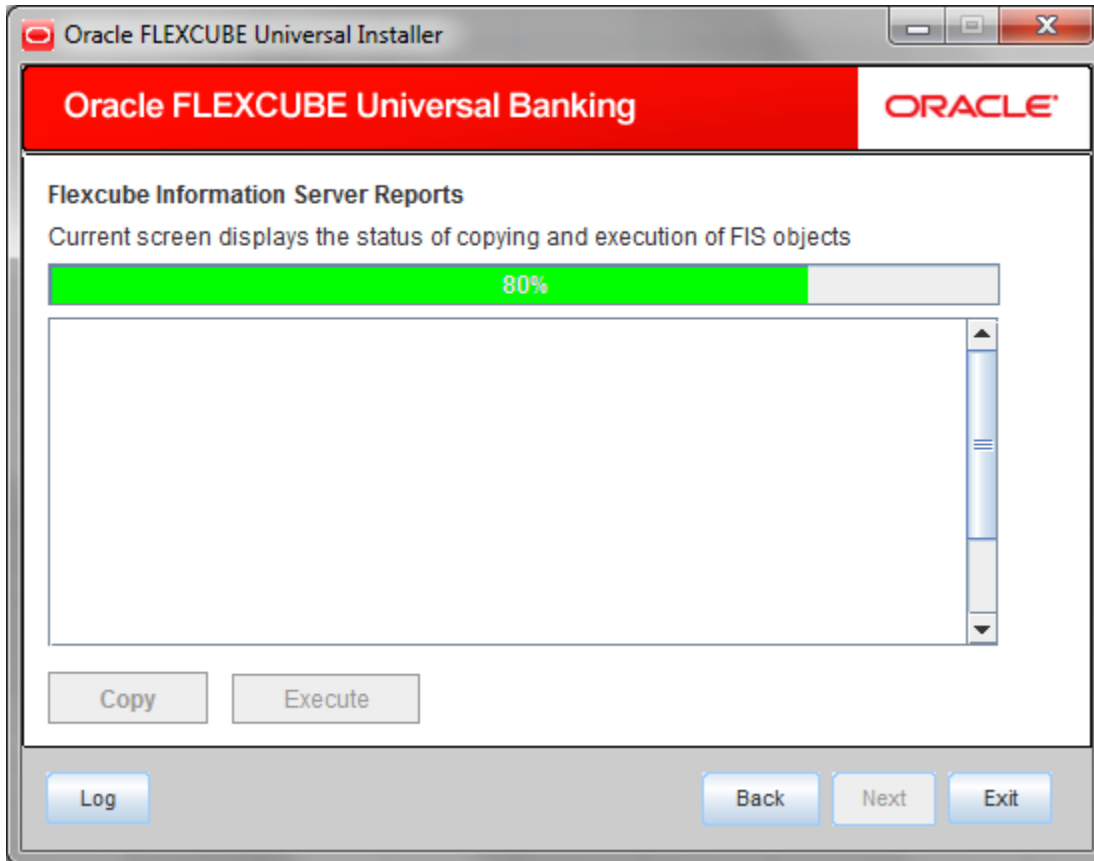 Oracle FLEXCUBE Universal Installer
Oracle FLEXCUBE Universal Banking
ORACLE
Flexcube Information Server Reports
Current screen displays the status of copying and execution of FIS objects
80%
Copy Execute
Log Back Next Exit